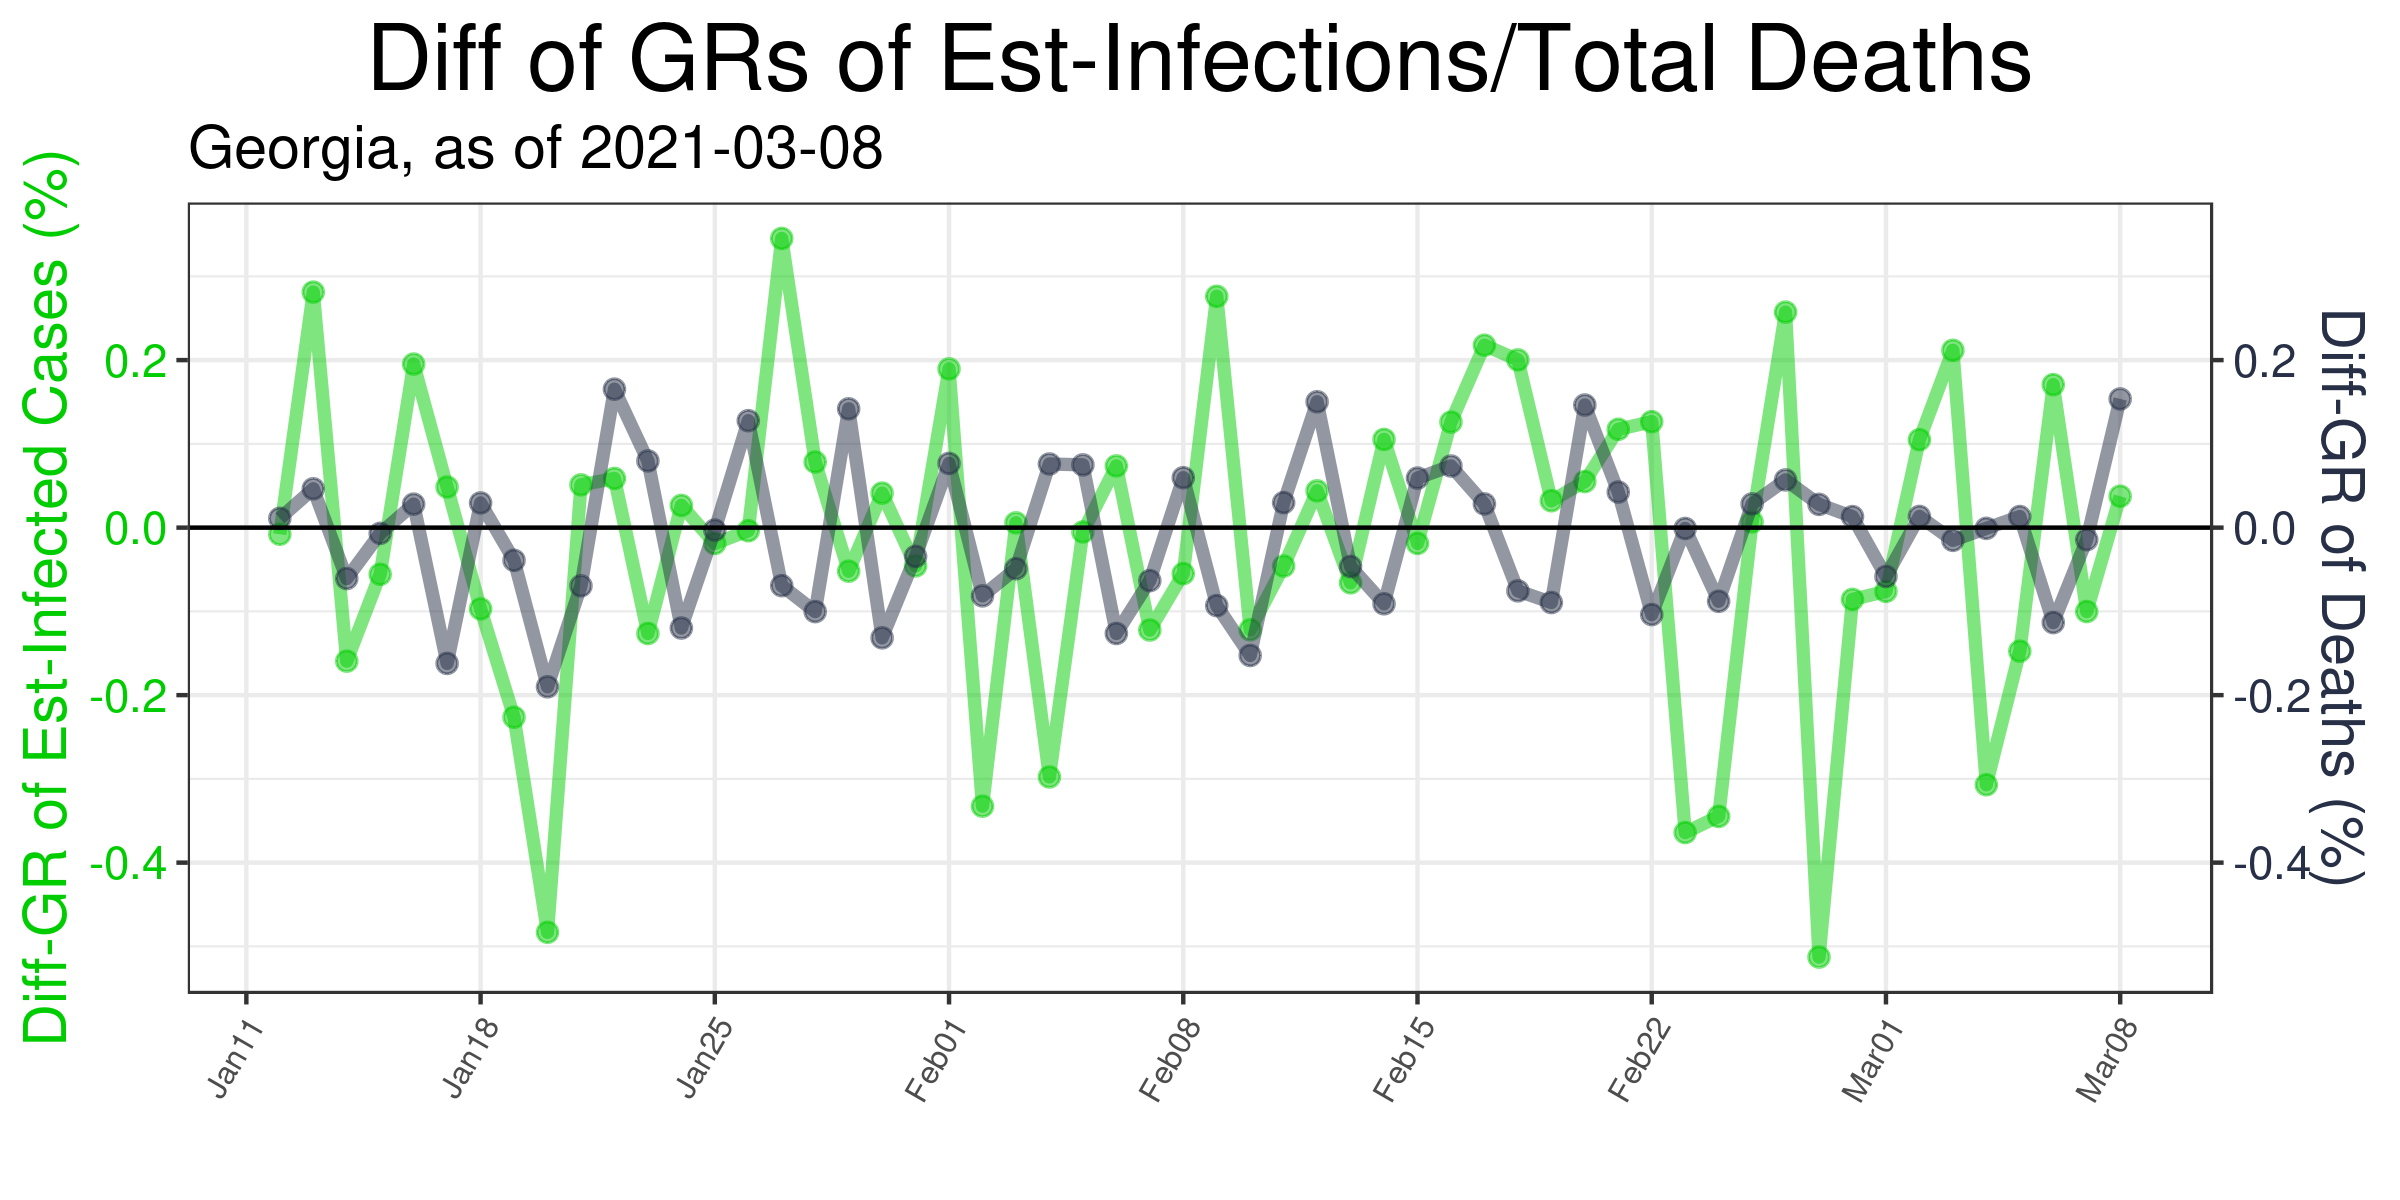 Diff of GRs of Est-Infections/Total Deaths
Georgia, as of 2021-03-08
Diff-GR of Est-Infected Cases (%)
0.2
0.0
-0.2
-0.4
0.2
0.0
-0.2
-0.4
Diff-GR of Deaths (%)
Jan11
Jan18
Jan25
Feb01
Feb08
Feb15
Feb22
Mar01
Mar08